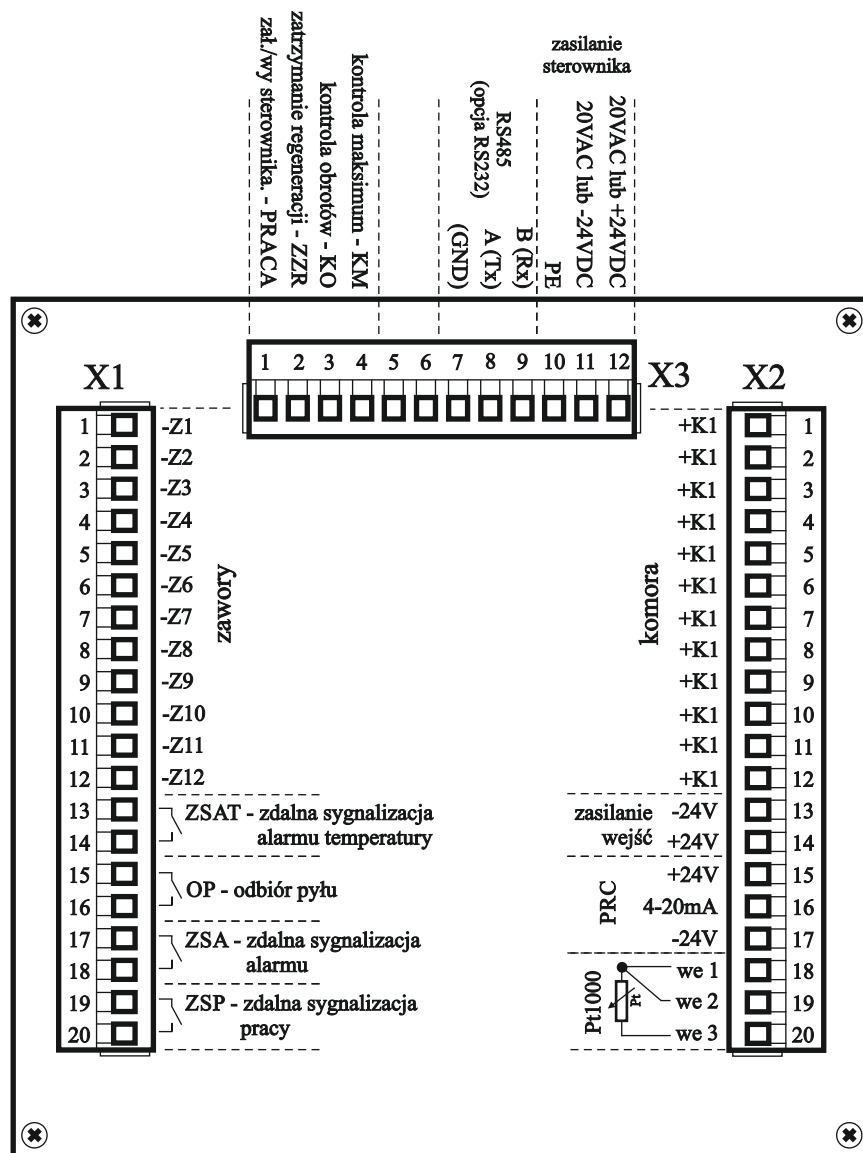 zał./wy sterownika. - PRACA
zatrzymanie regeneracji - ZZR
kontrola obrotów - KO
kontrola maksimum - KM
RS485
(opcja RS232)
(GND)
A (Tx)
B (Rx)
zasilanie
sterownika
PE
20VAC lub -24VDC
20VAC lub +24VDC
X1
1 2 3 4 5 6 7 8 9 10 11 12
X3
X2
1 -Z1
2 -Z2
3 -Z3
4 -Z4
5 -Z5
6 -Z6
7 -Z7
8 -Z8
9 -Z9
10 -Z10
11 -Z11
12 -Z12
zawory
13 ZSAT - zdalna sygnalizacja
14 alarmu temperatury
15
OP - odbiór pyłu
16
17 ZSA - zdalna sygnalizacja
18 alarmu
19 ZSP - zdalna sygnalizacja
20 pracy
komora
+K1 1
+K1 2
+K1 3
+K1 4
+K1 5
+K1 6
+K1 7
+K1 8
+K1 9
+K1 10
+K1 11
+K1 12
zasilanie -24V 13
wejść +24V 14
PRC
+24V 15
4-20mA 16
-24V 17
Pt1000
Pt
we 1 18
we 2 19
we 3 20